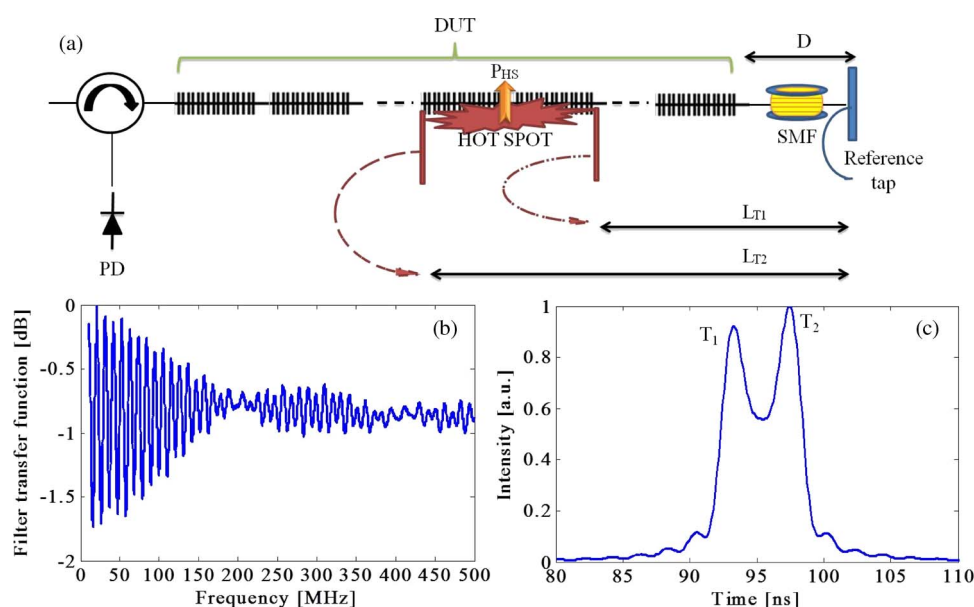 (a)
DUT
D
P_HS
HOT SPOT
SMF
Reference
tap
PD
L_T1
L_T2
(b)
Filter transfer function [dB]
0
-0.5
-1
-1.5
-2
0 50 100 150 200 250 300 350 400 450 500
Frequency [MHz]
(c)
T_1
T_2
Intensity [a.u.]
1
0.8
0.6
0.4
0.2
0
80 85 90 95 100 105 110
Time [ns]